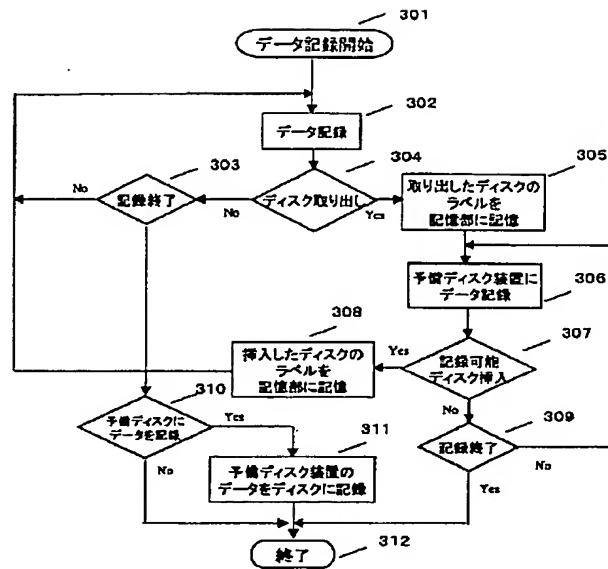 301
データ記録開始
302
データ記録
303
304
305
No
記録終了
No
ディスク取り出し
Yes
取り出したディスクの
ラベルを
記憶部に記憶
306
予備ディスク装置に
データ記録
308
307
挿入したディスクの
ラベルを
記憶部に記憶
Yes
記録可能
ディスク挿入
310
No
309
予備ディスクに
データを記録
Yes
311
記録終了
No
No
予備ディスク装置の
データをディスクに記録
Yes
終了
312